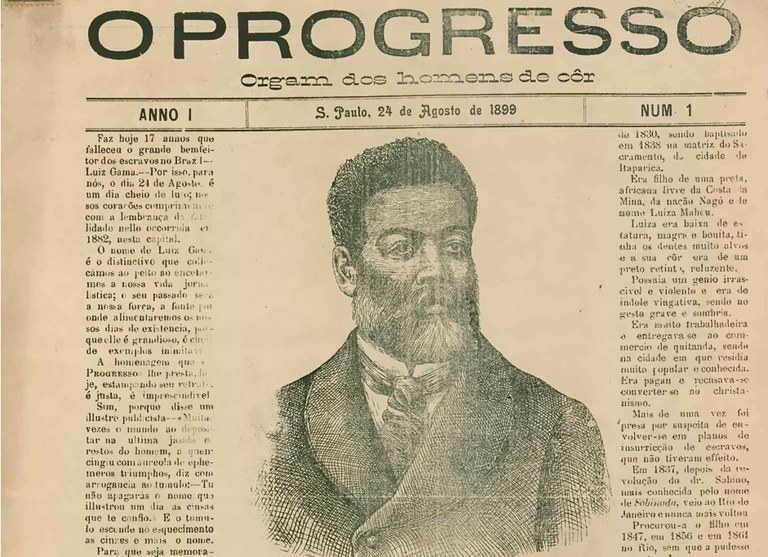 O PROGRESSO
Orgam dos homens de côr
ANNO I
S. Paulo, 24 de Agosto de 1899
NUM. 1
Faz hoje 17 annos que
falleceu o grande bemfei-
tor dos escravos no Brazil—
Luiz Gama.—Por isso, para
nós, o dia 24 de Agosto, é
um dia cheio de
sos corações
com a lembrança da
lidade nello occorrida em
1882, nesta capital.
O nome de Luiz Gama
é o distinctivo que collo-
camos ao peito ao encetar-
mos a nossa vida jorna-
listica; o seu passado será
a nossa força, a fonte por
onde alimentaremos os nos-
sos dias de existencia, por-
que elle é grandioso, é
de exemplos
A homenagem que o
PROGRESSO lhe presta, ho-
je, estampando seu retrato
é justa, é imprescindivel
Sim, porque disse um
illustre publicista—«Muitas
vezes o mundo ao depos-
tar na ultima jazida os
restos do homem, a quem
cingiu com aureola de ephe-
meros triumphos, diz com
arrogancia ao tumulo:—Tu
não apagarás o nome que
illustrou um dia as cinsas
que te confio. E o tumu-
lo esconde no esquecimento
as cinzes e mais o nome.
Para que seja memora-
de 1830, sendo baptisado
em 1838 na matriz do Sa-
cramento, da cidade de
Itaparica.
Era filho de uma preta,
africana livre da Costa da
Mina, da nação Nagó e de
nome Luiza Maheu.
Luiza era baixa de es-
tatura, magra e bonita, ti-
nha os dentes muito alvos
e a sua côr era de um
preto retinto, reluzente.
Possuia um genio irras-
civel e violento e era de
indole vingativa, sendo no
gesto grave e sombria.
Era muito trabalhadeira
e entregava-se ao com-
mercio de quitanda, sendo
na cidade em que residia
muito popular e conhecida.
Era pagan e recusava-se
converter-se ao christa-
nismo.
Mais de uma vez foi
presa por suspeita de en-
volver-se em planos de
insurricção de escravos,
que não tiveram effeito.
Em 1837, depois da re-
volução do dr. Sabino,
mais conhecida pelo nome
de Sabinada, veio ao Rio de
Janeiro e nunca mais voltou
Procurou-a o filho em
1847, em 1856 e em 1861
no Rio, sem que a pudesse